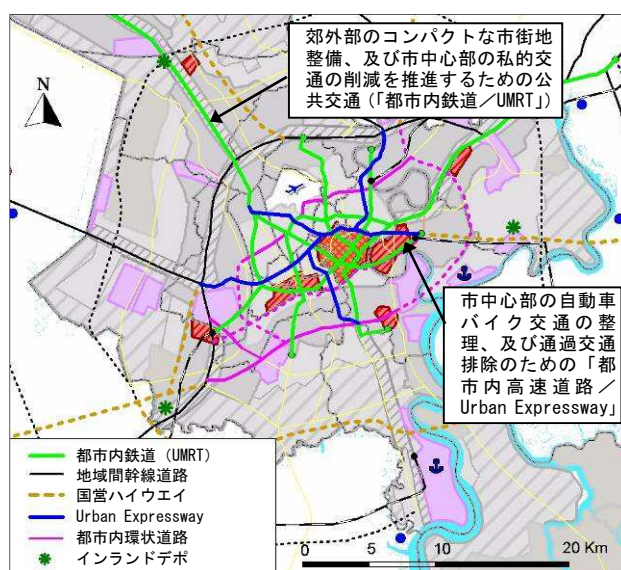 郊外部のコンパクトな市街地
整備、及び市中心部の私的交
通の削減を推進するための公
共交通(「都市内鉄道/UMRT」)
N
市中心部の自動車
バイク交通の整
理、及び通過交通
排除のための「都
市内高速道路/
Urban Expressway」
都市内鉄道(UMRT)
地域間幹線道路
国営ハイウエイ
Urban Expressway
都市内環状道路
インランドデポ
0 5 10 20 Km